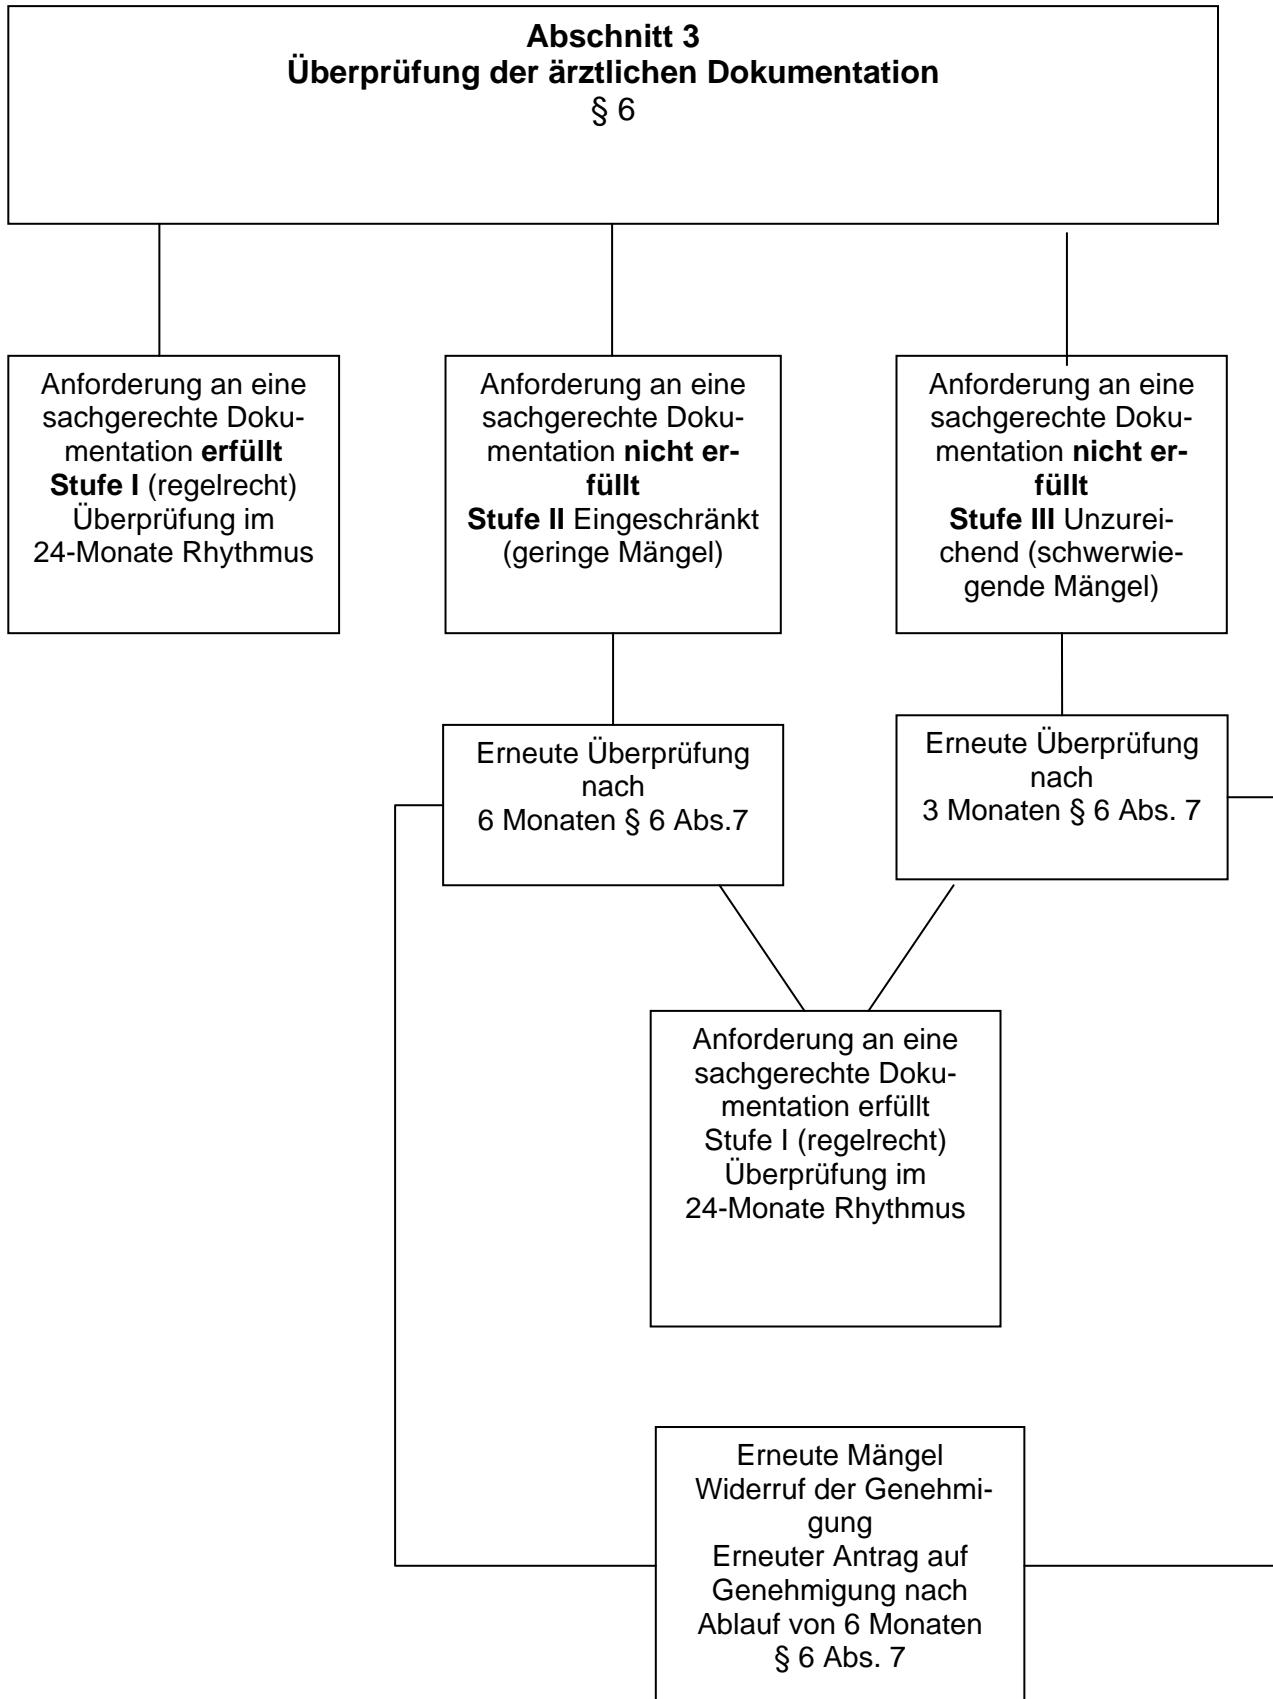 Abschnitt 3
Überprüfung der ärztlichen Dokumentation
§ 6
Anforderung an eine
sachgerechte Doku-
mentation erfüllt
Stufe I (regelrecht)
Überprüfung im
24-Monate Rhythmus
Anforderung an eine
sachgerechte Doku-
mentation nicht er-
füllt
Stufe II Eingeschränkt
(geringe Mängel)
Anforderung an eine
sachgerechte Doku-
mentation nicht er-
füllt
Stufe III Unzurei-
chend (schwerwie-
gende Mängel)
Erneute Überprüfung
nach
6 Monaten § 6 Abs.7
Erneute Überprüfung
nach
3 Monaten § 6 Abs. 7
Anforderung an eine
sachgerechte Doku-
mentation erfüllt
Stufe I (regelrecht)
Überprüfung im
24-Monate Rhythmus
Erneute Mängel
Widerruf der Genehmi-
gung
Erneuter Antrag auf
Genehmigung nach
Ablauf von 6 Monaten
§ 6 Abs. 7